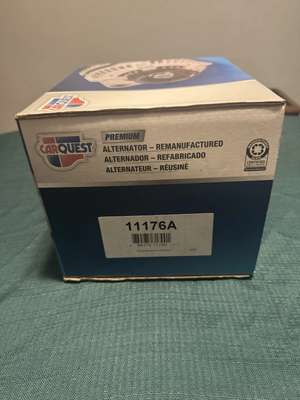 CARQUEST
PREMIUM
ALTERNATOR – REMANUFACTURED
ALTERNADOR – REFABRICADO
ALTERNATEUR – RÉUSINÉ
11176A